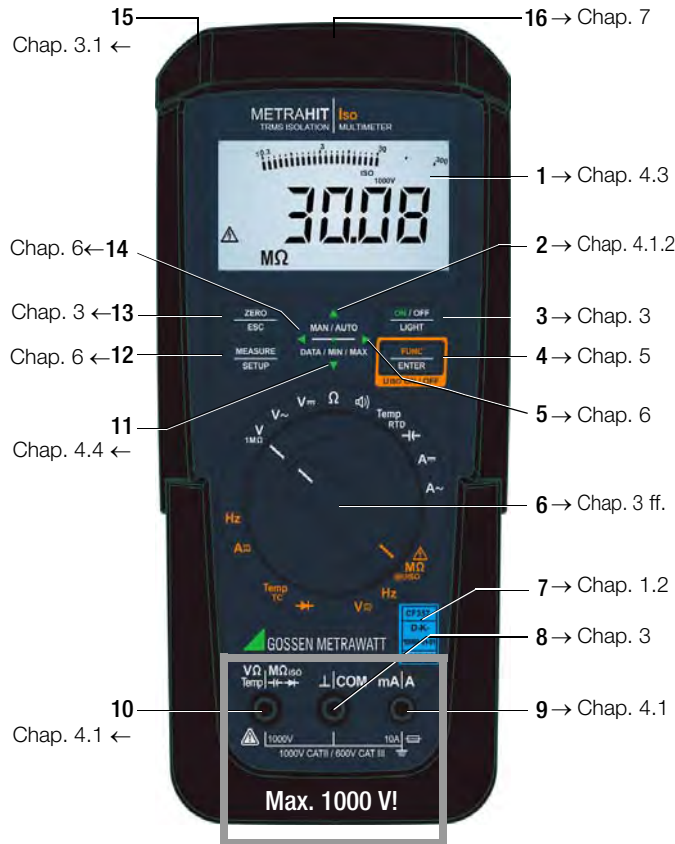 15
16 → Chap. 7
Chap. 3.1 ←
METRAHIT Iso
TRMS ISOLATION MULTIMETER
3 30 300
ISO
1000V
1 → Chap. 4.3
30.08
MΩ
2 → Chap. 4.1.2
Chap. 6 ← 14
ZERO
ESC
MAN / AUTO
ON / OFF
LIGHT
Chap. 3 ← 13
3 → Chap. 3
MEASURE
SETUP
DATA / MIN / MAX
FUNC
ENTER
Chap. 6 ← 12
4 → Chap. 5
5 → Chap. 6
11
Chap. 4.4 ←
V
1MΩ
V~
V⎓
Ω
Temp
RTD
A⎓
A~
6 → Chap. 3 ff.
Hz
A
Temp
TC
V
Hz
MΩ
7 → Chap. 1.2
D-K-
8 → Chap. 3
GOSSEN METRAWATT
VΩ MΩISO
Temp
⊥ COM mA A
10
9 → Chap. 4.1
Chap. 4.1 ←
1000V 10A
1000V CATII / 600V CAT III
Max. 1000 V!